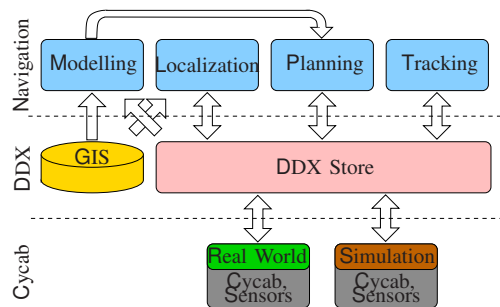 Navigation
Modelling
Localization
Planning
Tracking
DDX
GIS
DDX Store
Cycab
Real World
Cycab,
Sensors
Simulation
Cycab,
Sensors